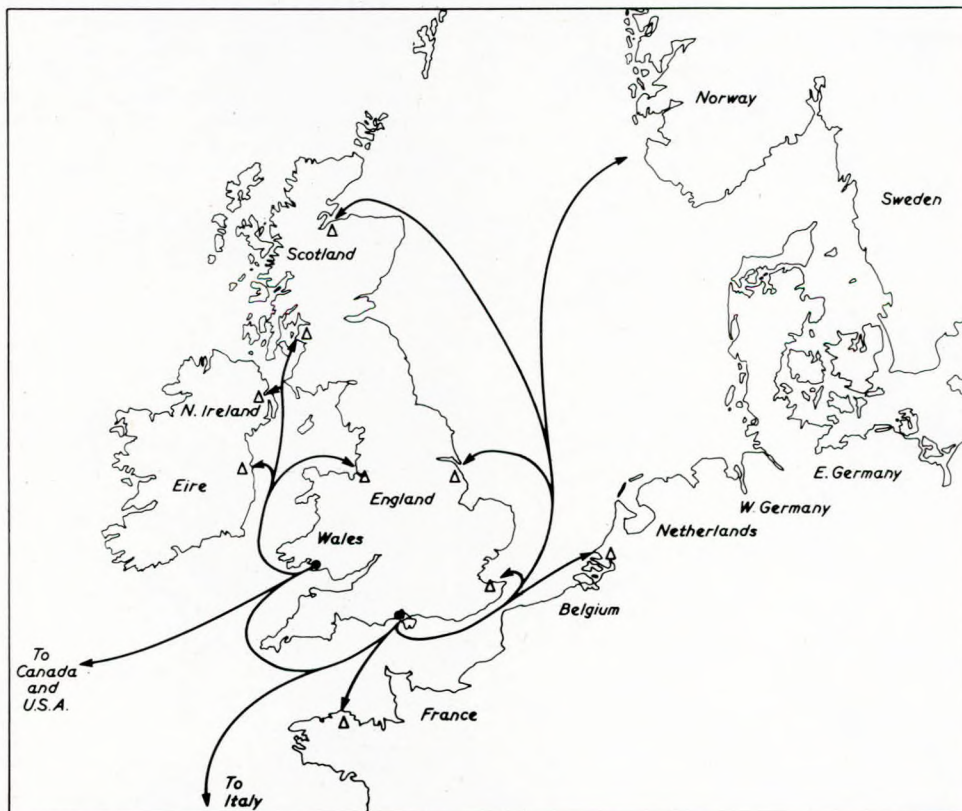 Norway
Sweden
Scotland
N. Ireland
Eire
England
E. Germany
W. Germany
Netherlands
Wales
Belgium
To
Canada
and
U.S.A.
France
To
Italy